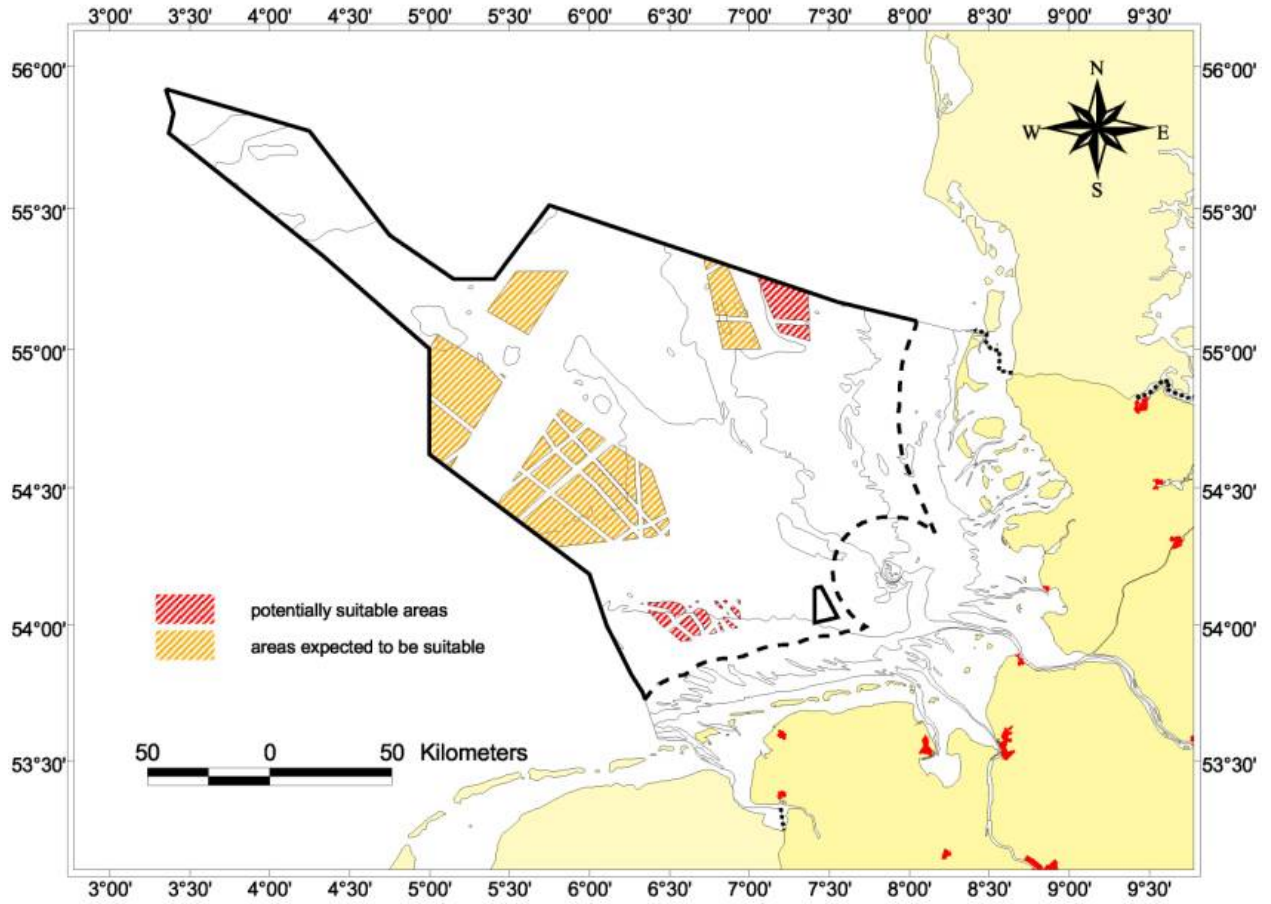 3°00' 3°30' 4°00' 4°30' 5°00' 5°30' 6°00' 6°30' 7°00' 7°30' 8°00' 8°30' 9°00' 9°30'
56°00' 56°00'
N
W E
S
55°30' 55°30'
55°00' 55°00'
54°30' 54°30'
potentially suitable areas
54°00' 54°00'
areas expected to be suitable
50 0 50 Kilometers
53°30' 53°30'
3°00' 3°30' 4°00' 4°30' 5°00' 5°30' 6°00' 6°30' 7°00' 7°30' 8°00' 8°30' 9°00' 9°30'